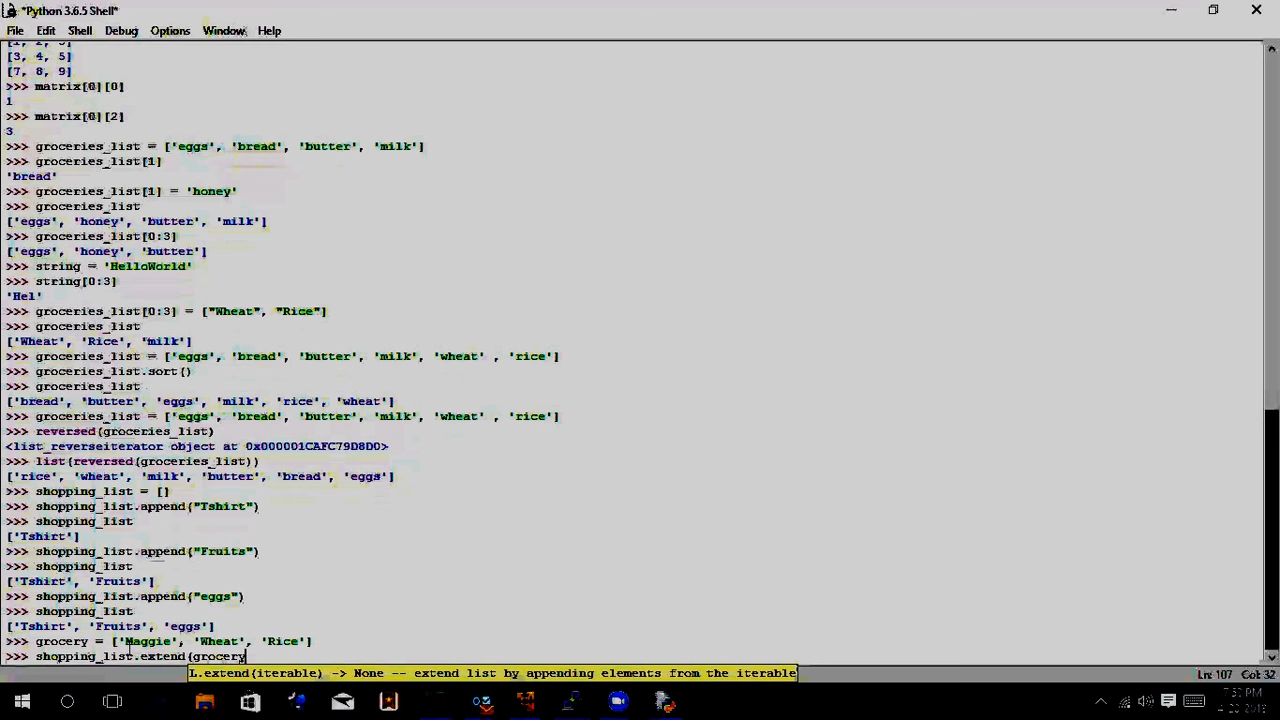 *Python 3.6.5 Shell*
File Edit Shell Debug Options Window Help
[1, 2, 3]
[3, 4, 5]
[7, 8, 9]
>>> matrix[0][0]
1
>>> matrix[0][2]
3
>>> groceries_list = ['eggs', 'bread', 'butter', 'milk']
>>> groceries_list[1]
'bread'
>>> groceries_list[1] = 'honey'
>>> groceries_list
['eggs', 'honey', 'butter', 'milk']
>>> groceries_list[0:3]
['eggs', 'honey', 'butter']
>>> string = 'HelloWorld'
>>> string[0:3]
'Hel'
>>> groceries_list[0:3] = ["Wheat", "Rice"]
>>> groceries_list
['Wheat', 'Rice', 'milk']
>>> groceries_list = ['eggs', 'bread', 'butter', 'milk', 'wheat' , 'rice']
>>> groceries_list.sort()
>>> groceries_list
['bread', 'butter', 'eggs', 'milk', 'rice', 'wheat']
>>> groceries_list = ['eggs', 'bread', 'butter', 'milk', 'wheat' , 'rice']
>>> reversed(groceries_list)
<list_reverseiterator object at 0x000001CAFC79D8D0>
>>> list(reversed(groceries_list))
['rice', 'wheat', 'milk', 'butter', 'bread', 'eggs']
>>> shopping_list = []
>>> shopping_list.append("Tshirt")
>>> shopping_list
['Tshirt']
>>> shopping_list.append("Fruits")
>>> shopping_list
['Tshirt', 'Fruits']
>>> shopping_list.append("eggs")
>>> shopping_list
['Tshirt', 'Fruits', 'eggs']
>>> grocery = ['Maggie', 'Wheat', 'Rice']
>>> shopping_list.extend(grocery
L.extend(iterable) -> None -- extend list by appending elements from the iterable
Ln: 107 Col: 32